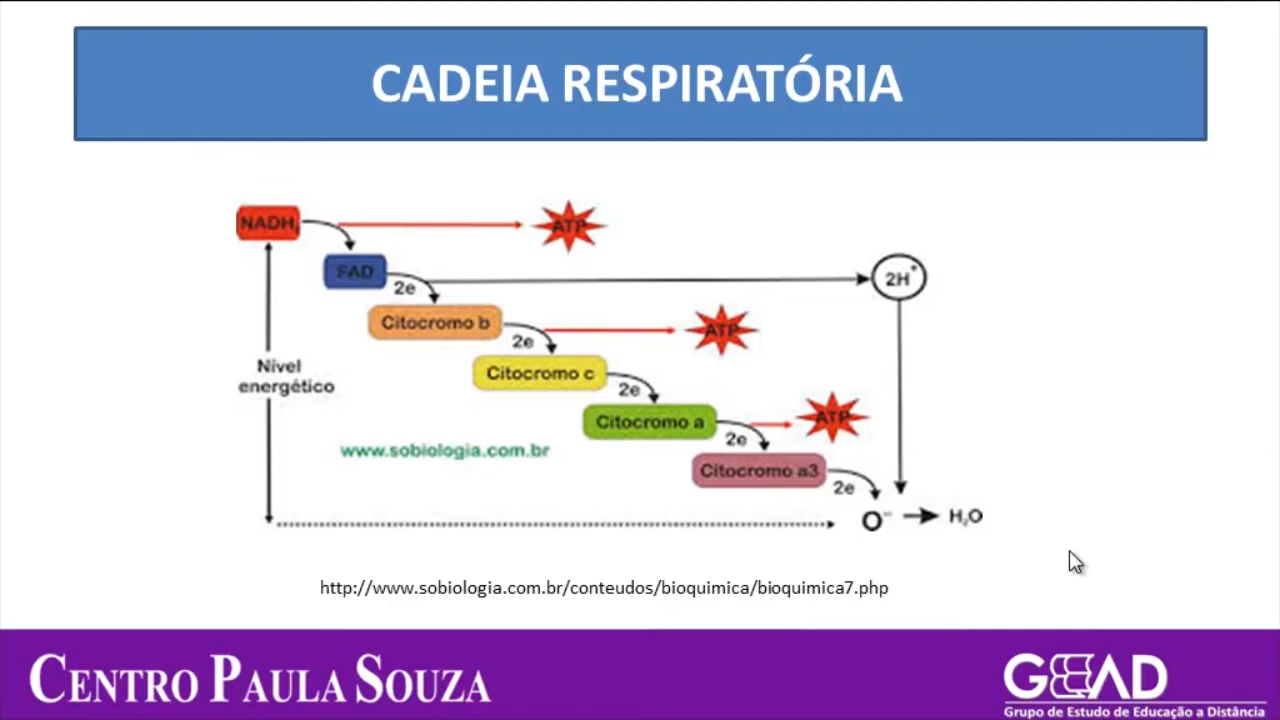 CADEIA RESPIRATÓRIA
NADH₂
ATP
FAD
2e
2H⁺
Citocromo b
2e
ATP
Nível
energético
Citocromo c
2e
Citocromo a
2e
ATP
www.sobiologia.com.br
Citocromo a3
2e
O⁻⁻
H₂O
http://www.sobiologia.com.br/conteudos/bioquimica/bioquimica7.php
CENTRO PAULA SOUZA
GEEAD
Grupo de Estudo de Educação a Distância